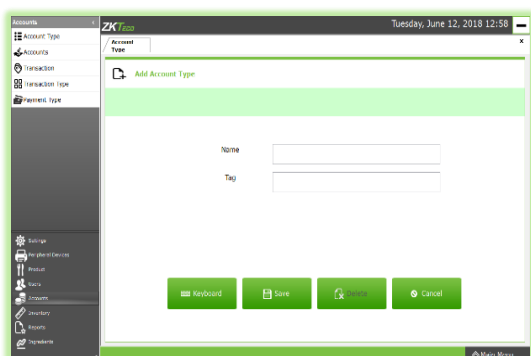 Accounts
Account Type
Accounts
Transaction
Transaction Type
Payment Type
Settings
Peripheral Devices
Product
Users
Accounts
Inventory
Reports
Ingredients
ZKTeco
Tuesday, June 12, 2018 12:58
Account
Type
x
Add Account Type
Name
Tag
Keyboard
Save
Delete
Cancel
Main Menu